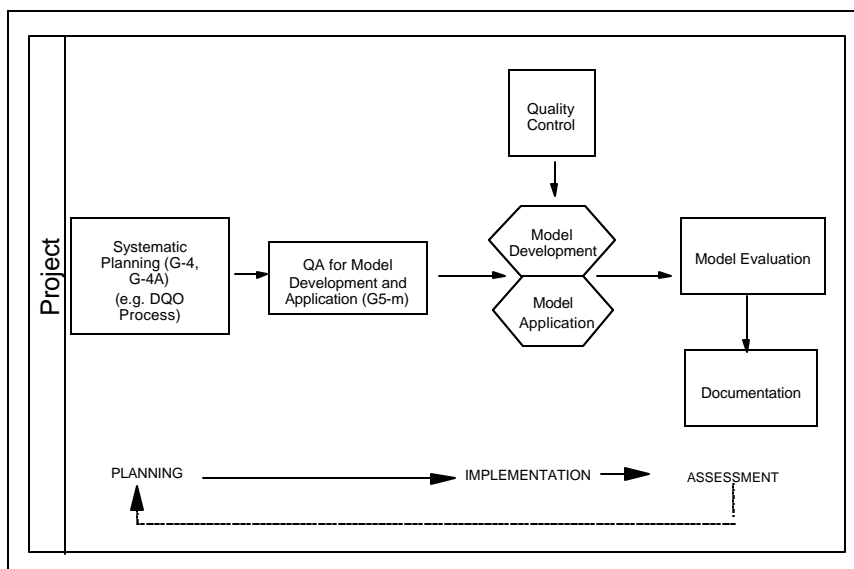 Project
Quality
Control
Systematic
Planning (G-4,
G-4A)
(e.g. DQO
Process)
QA for Model
Development and
Application (G5-m)
Model
Development
Model
Application
Model Evaluation
Documentation
PLANNING
IMPLEMENTATION
ASSESSMENT